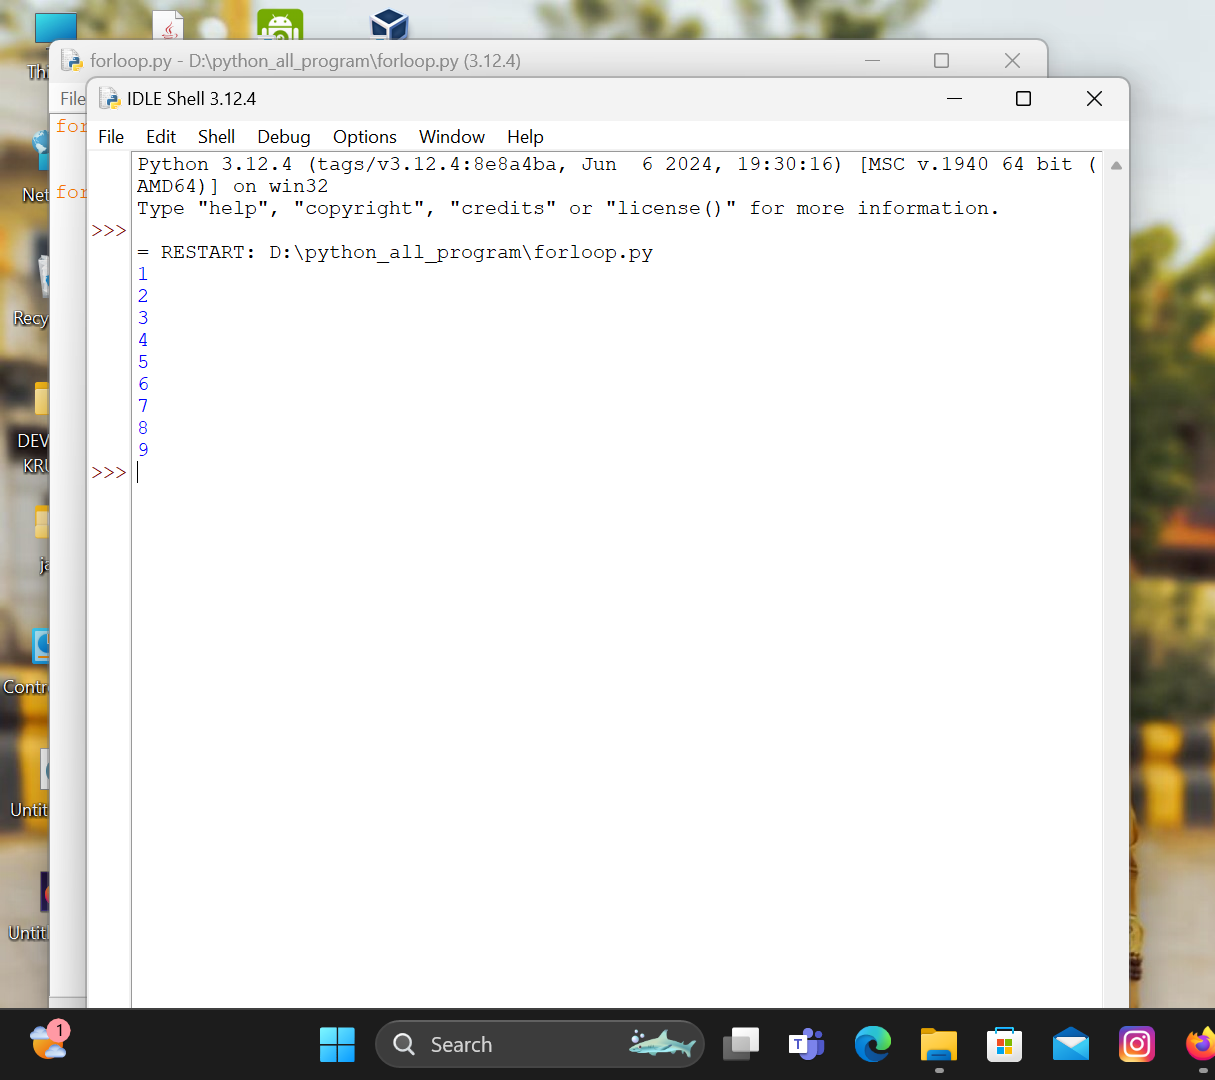 Thi
forloop.py - D:\python_all_program\forloop.py (3.12.4)
File
IDLE Shell 3.12.4
File Edit Shell Debug Options Window Help
for
for
Python 3.12.4 (tags/v3.12.4:8e8a4ba, Jun  6 2024, 19:30:16) [MSC v.1940 64 bit (
AMD64)] on win32
Type "help", "copyright", "credits" or "license()" for more information.
>>>
= RESTART: D:\python_all_program\forloop.py
1
2
3
4
5
6
7
8
9
>>>
Net
Recy
DEV
KRU
ja
Contr
Untit
Untit
1
Search
T